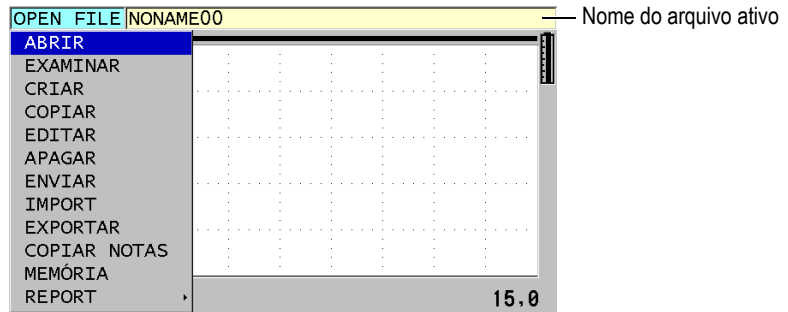 OPEN FILE NONAME00
Nome do arquivo ativo
ABRIR
EXAMINAR
CRIAR
COPIAR
EDITAR
APAGAR
ENVIAR
IMPORT
EXPORTAR
COPIAR NOTAS
MEMÓRIA
REPORT
15,0